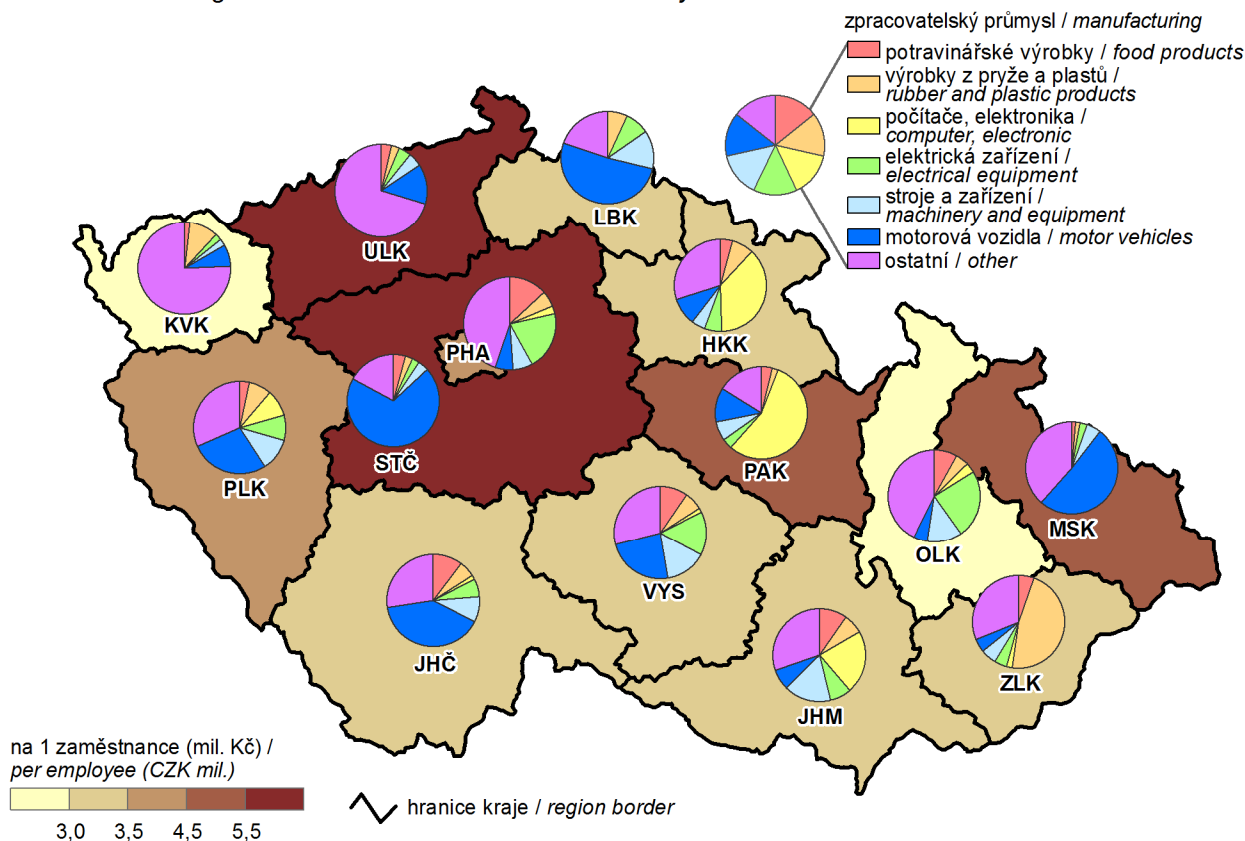 zpracovatelský průmysl / manufacturing
potravinářské výrobky / food products
výrobky z pryže a plastů /
rubber and plastic products
počítače, elektronika /
computer, electronic
elektrická zařízení /
electrical equipment
stroje a zařízení /
machinery and equipment
motorová vozidla / motor vehicles
ostatní / other
LBK
ULK
KVK
HKK
PHA
STČ
PAK
PLK
MSK
OLK
VYS
JHČ
ZLK
JHM
na 1 zaměstnance (mil. Kč) /
per employee (CZK mil.)
3,0 3,5 4,5 5,5
hranice kraje / region border